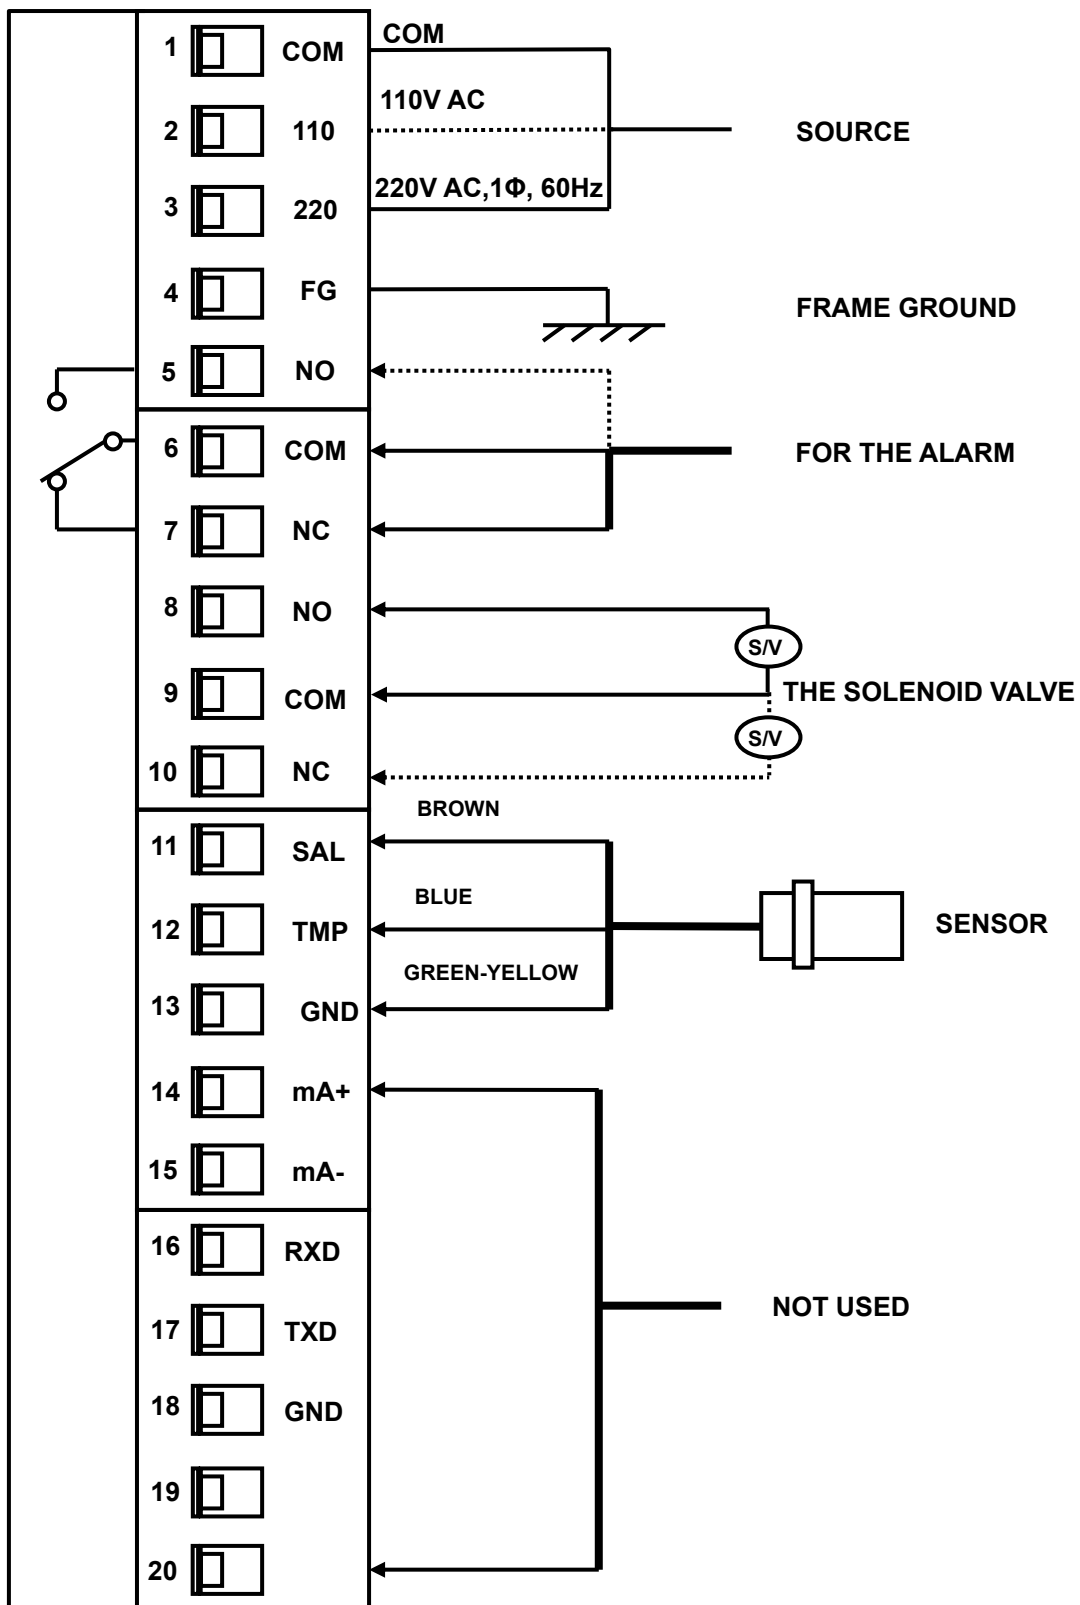 COM
1 COM
110V AC
2 110 SOURCE
220V AC,1Φ, 60Hz
3 220
4 FG FRAME GROUND
5 NO
6 COM FOR THE ALARM
7 NC
8 NO
S/V
9 COM THE SOLENOID VALVE
S/V
10 NC
BROWN
11 SAL
BLUE
12 TMP SENSOR
GREEN-YELLOW
13 GND
14 mA+
15 mA-
16 RXD
NOT USED
17 TXD
18 GND
19
20